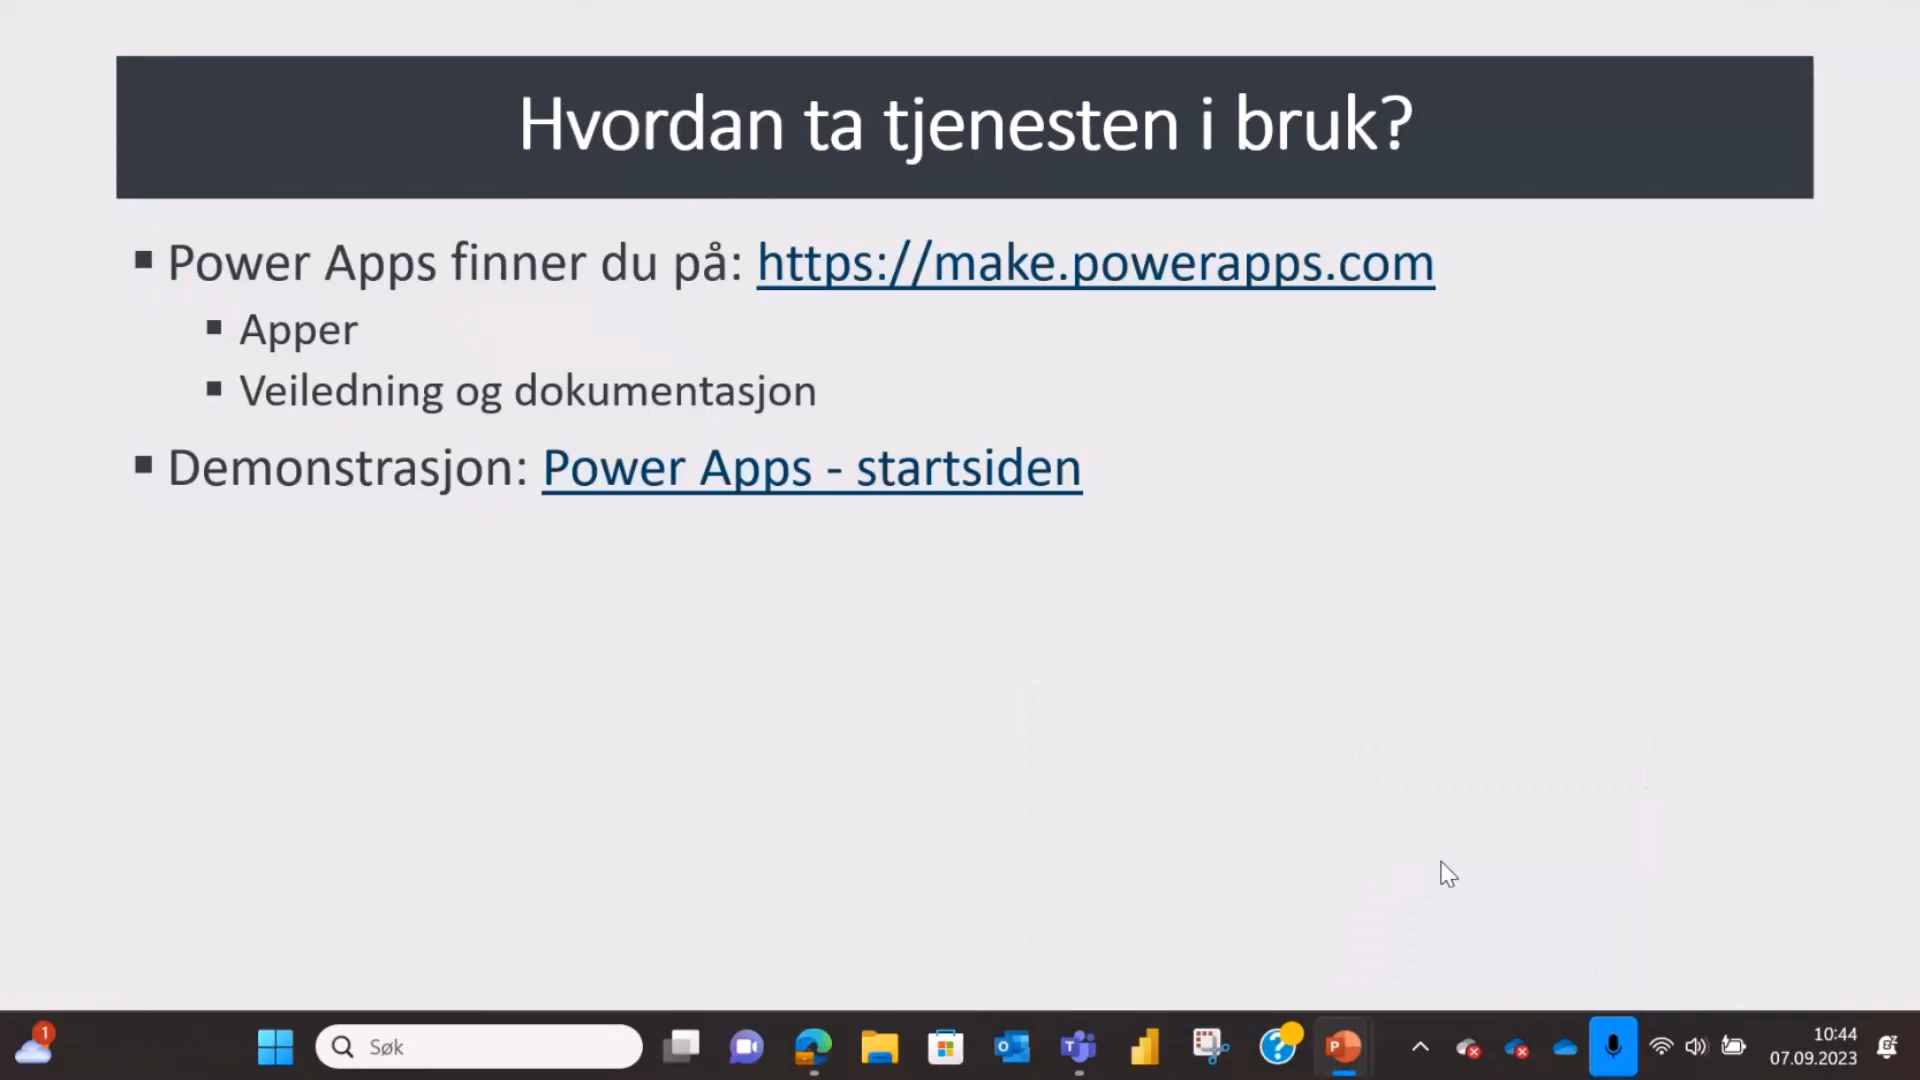 Hvordan ta tjenesten i bruk?
Power Apps finner du på: https://make.powerapps.com
Apper
Veiledning og dokumentasjon
Demonstrasjon: Power Apps - startsiden
1
Søk
10:44
07.09.2023